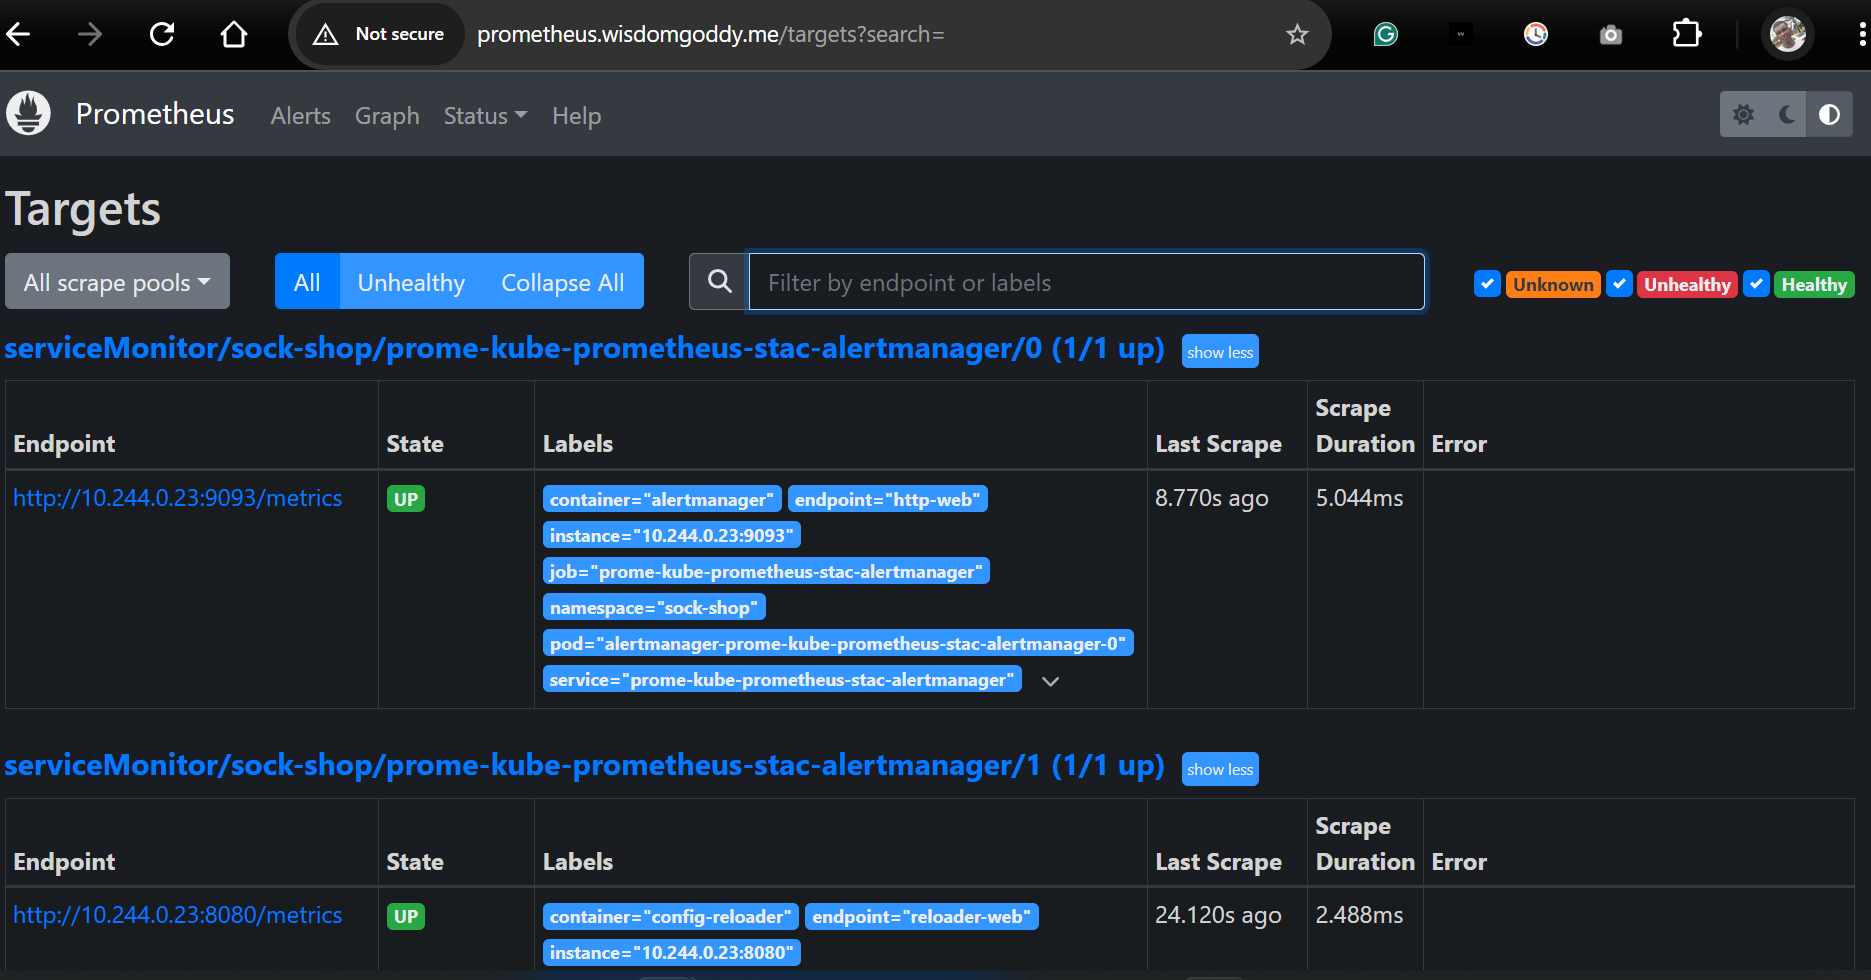 Not secure prometheus.wisdomgoddy.me/targets?search=
Prometheus Alerts Graph Status Help
Targets
All scrape pools All Unhealthy Collapse All Filter by endpoint or labels Unknown Unhealthy Healthy
serviceMonitor/sock-shop/prome-kube-prometheus-stac-alertmanager/0 (1/1 up) show less
Endpoint State Labels Last Scrape Scrape Duration Error
http://10.244.0.23:9093/metrics UP container="alertmanager" endpoint="http-web" 8.770s ago 5.044ms
instance="10.244.0.23:9093"
job="prome-kube-prometheus-stac-alertmanager"
namespace="sock-shop"
pod="alertmanager-prome-kube-prometheus-stac-alertmanager-0"
service="prome-kube-prometheus-stac-alertmanager"
serviceMonitor/sock-shop/prome-kube-prometheus-stac-alertmanager/1 (1/1 up) show less
Endpoint State Labels Last Scrape Scrape Duration Error
http://10.244.0.23:8080/metrics UP container="config-reloader" endpoint="reloader-web" 24.120s ago 2.488ms
instance="10.244.0.23:8080"